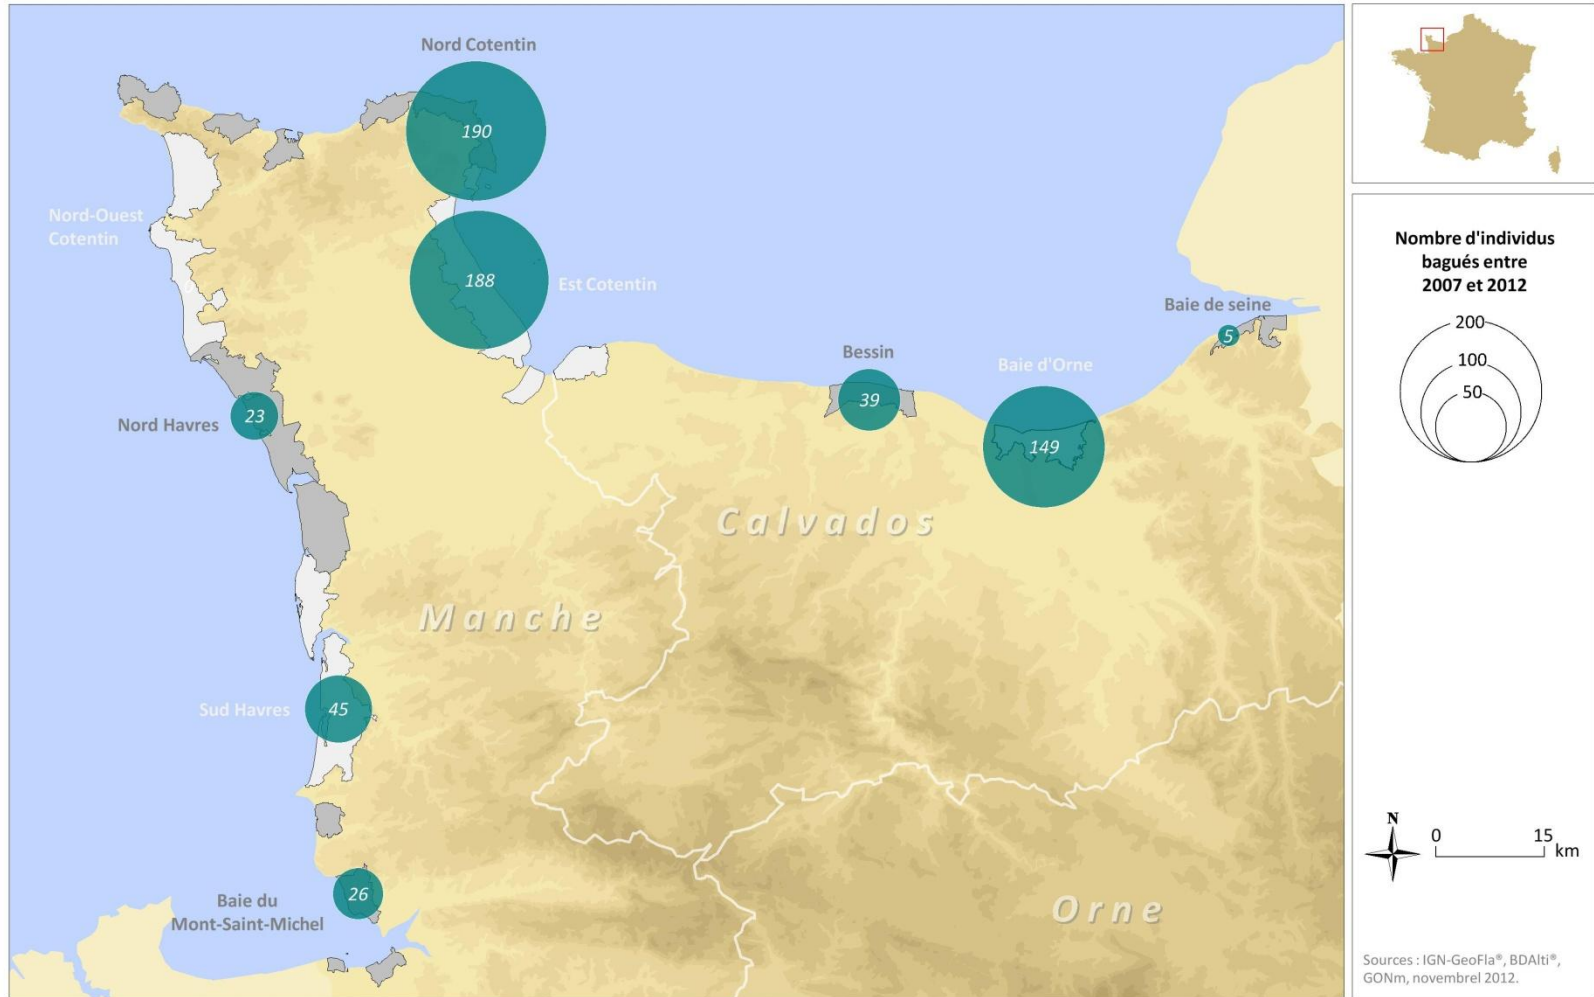 Nord Cotentin
190
Nord-Ouest
Cotentin
0
188
Est Cotentin
Baie de seine
5
Bessin
39
Baie d'Orne
149
Nord Havres
23
Calvados
Manche
Sud Havres
45
Baie du
Mont-Saint-Michel
26
Orne
Nombre d'individus
bagués entre
2007 et 2012
200
100
50
N
0 15
km
Sources : IGN-GeoFla®, BDAlti®,
GONm, novembrel 2012.